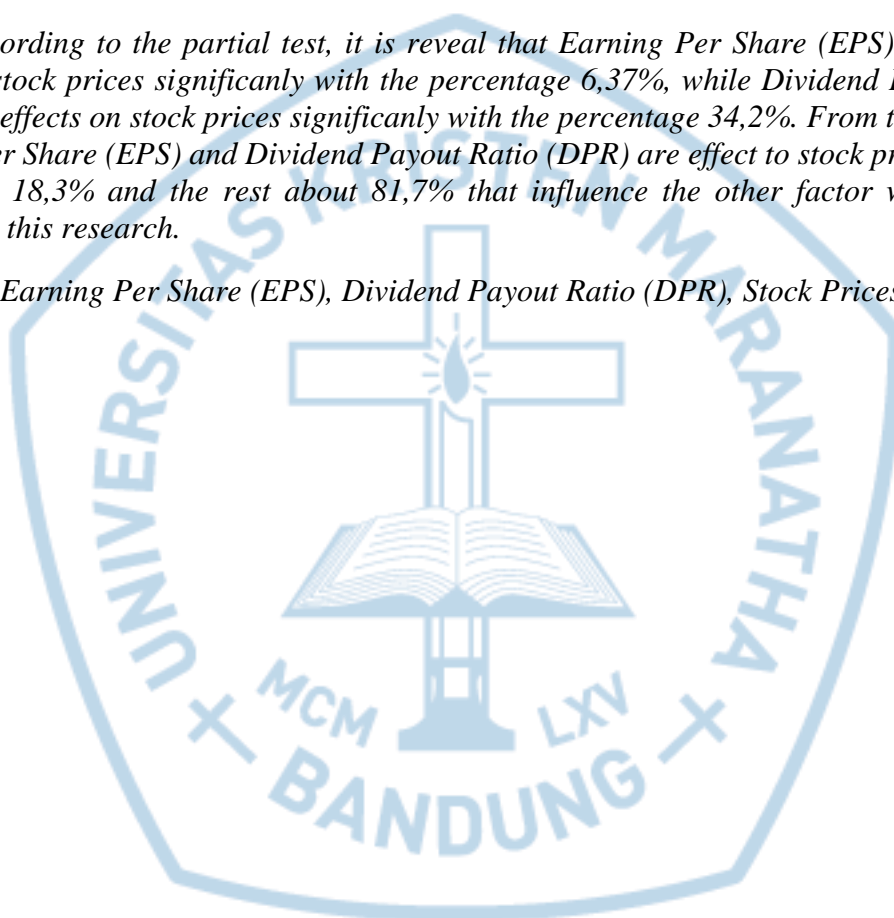 ording to the partial test, it is reveal that Earning Per Share (EPS)
stock prices significanly with the percentage 6,37%, while Dividend
effects on stock prices significanly with the percentage 34,2%. From
er Share (EPS) and Dividend Payout Ratio (DPR) are effect to stock
18,3% and the rest about 81,7% that influence the other factor
this research.
Earning Per Share (EPS), Dividend Payout Ratio (DPR), Stock Prices
UNIVERSITAS KRISTEN MARANATHA
MCM LXV
BANDUNG